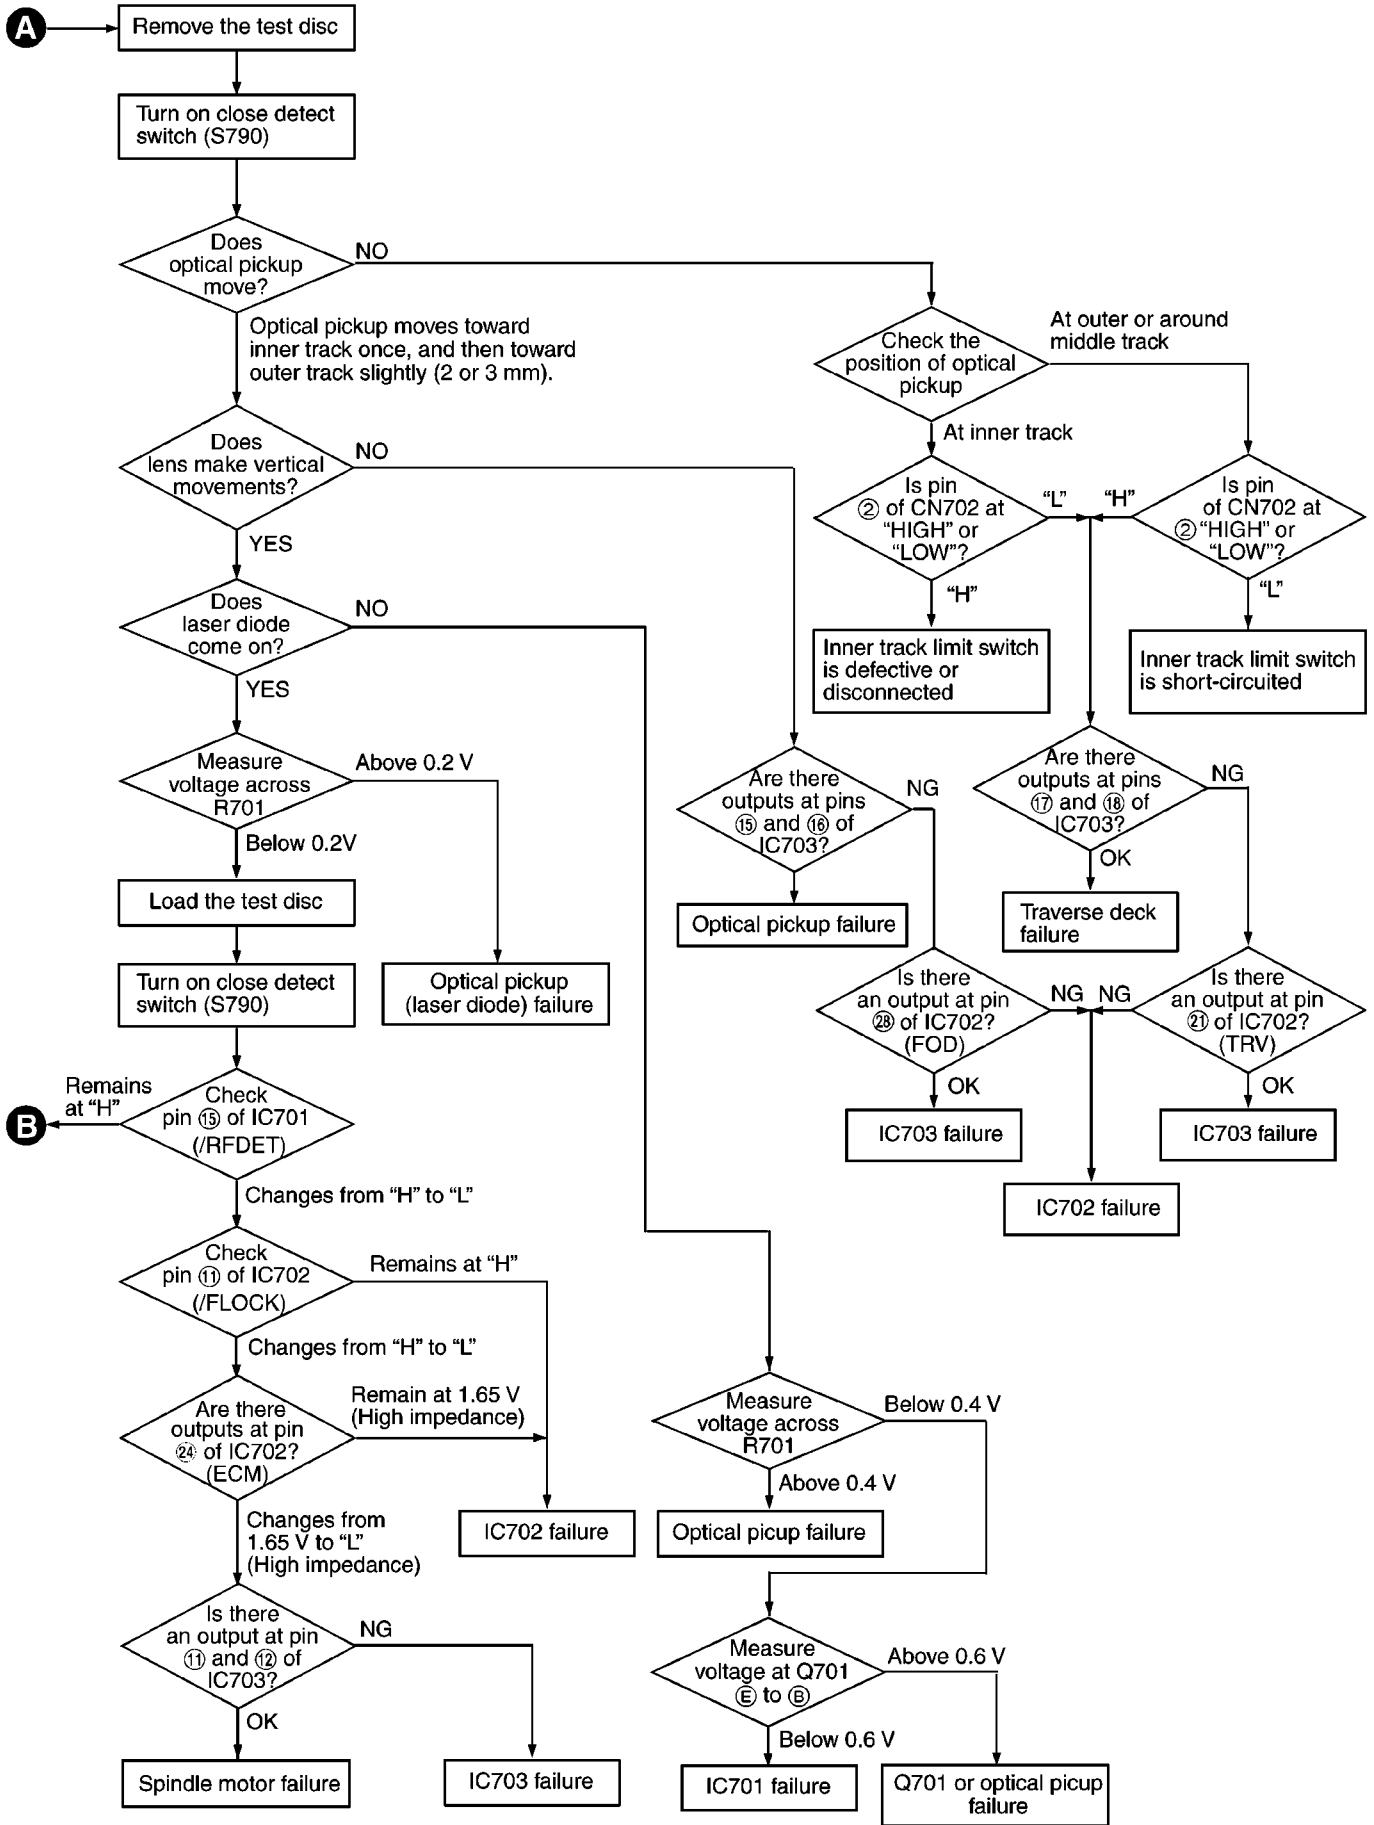 A
Remove the test disc
Turn on close detect
switch (S790)
Does
optical pickup
move?
NO
Optical pickup moves toward
inner track once, and then toward
outer track slightly (2 or 3 mm).
Check the
position of optical
pickup
At outer or around
middle track
At inner track
Does
lens make vertical
movements?
NO
YES
Is pin
② of CN702 at
“HIGH” or
“LOW”?
“L”
“H”
Is pin
of CN702 at
② “HIGH” or
“LOW”?
“H”
“L”
Inner track limit switch
is defective or
disconnected
Inner track limit switch
is short-circuited
Does
laser diode
come on?
NO
YES
Measure
voltage across
R701
Above 0.2 V
Below 0.2V
Are there
outputs at pins
⑮ and ⑯ of
IC703?
NG
Optical pickup failure
Are there
outputs at pins
⑰ and ⑱ of
IC703?
NG
OK
Traverse deck
failure
Load the test disc
Turn on close detect
switch (S790)
Optical pickup
(laser diode) failure
Is there
an output at pin
㉘ of IC702?
(FOD)
NG
NG
Is there
an output at pin
㉑ of IC702?
(TRV)
OK
OK
IC703 failure
IC703 failure
IC702 failure
Remains
at “H”
B
Check
pin ⑮ of IC701
(/RFDET)
Changes from “H” to “L”
Check
pin ⑪ of IC702
(/FLOCK)
Remains at “H”
Changes from “H” to “L”
Are there
outputs at pin
㉔ of IC702?
(ECM)
Remain at 1.65 V
(High impedance)
Changes from
1.65 V to “L”
(High impedance)
IC702 failure
Measure
voltage across
R701
Below 0.4 V
Above 0.4 V
Optical picup failure
Is there
an output at pin
⑪ and ⑫ of
IC703?
NG
OK
Spindle motor failure
IC703 failure
Measure
voltage at Q701
Ⓔ to Ⓑ
Above 0.6 V
Below 0.6 V
IC701 failure
Q701 or optical picup
failure